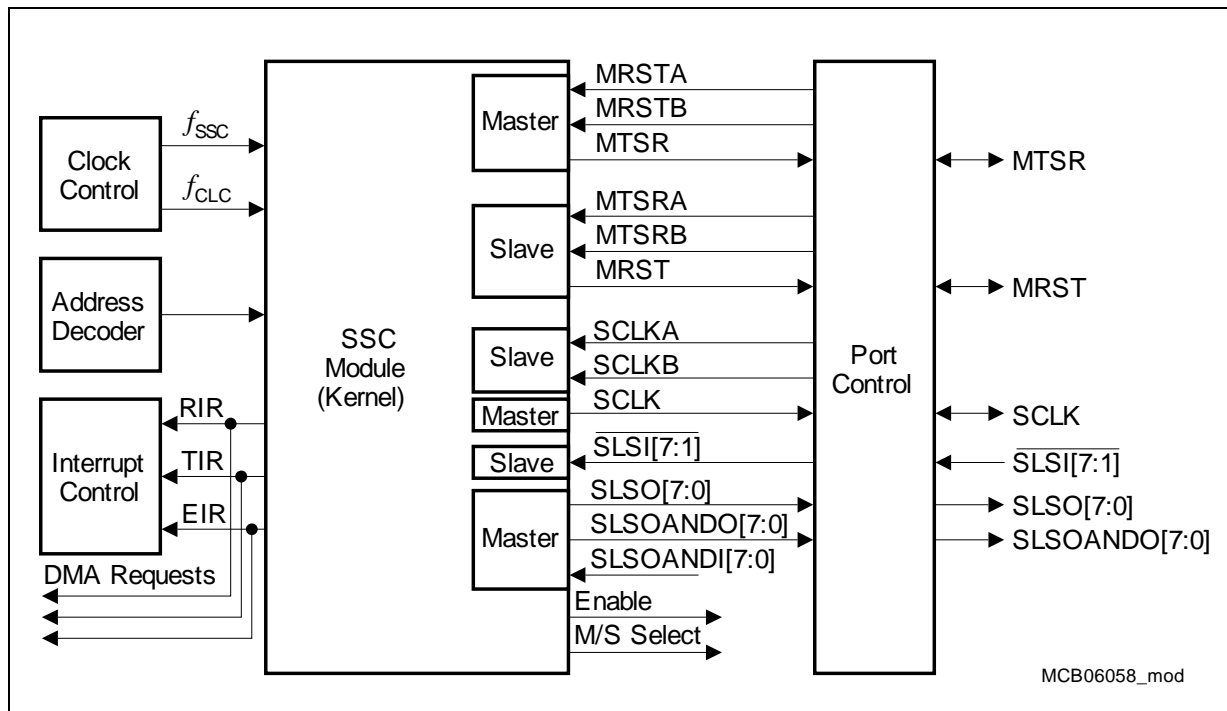 Clock
Control
f SSC
f CLC
Address
Decoder
Interrupt
Control
RIR
TIR
EIR
DMA Requests
SSC
Module
(Kernel)
Master
Slave
Slave
Master
Slave
Master
MRSTA
MRSTB
MTSR
MTSRA
MTSRB
MRST
SCLKA
SCLKB
SCLK
SLSI[7:1]
SLSO[7:0]
SLSOANDO[7:0]
SLSOANDI[7:0]
Enable
M/S Select
Port
Control
MTSR
MRST
SCLK
SLSI[7:1]
SLSO[7:0]
SLSOANDO[7:0]
MCB06058_mod